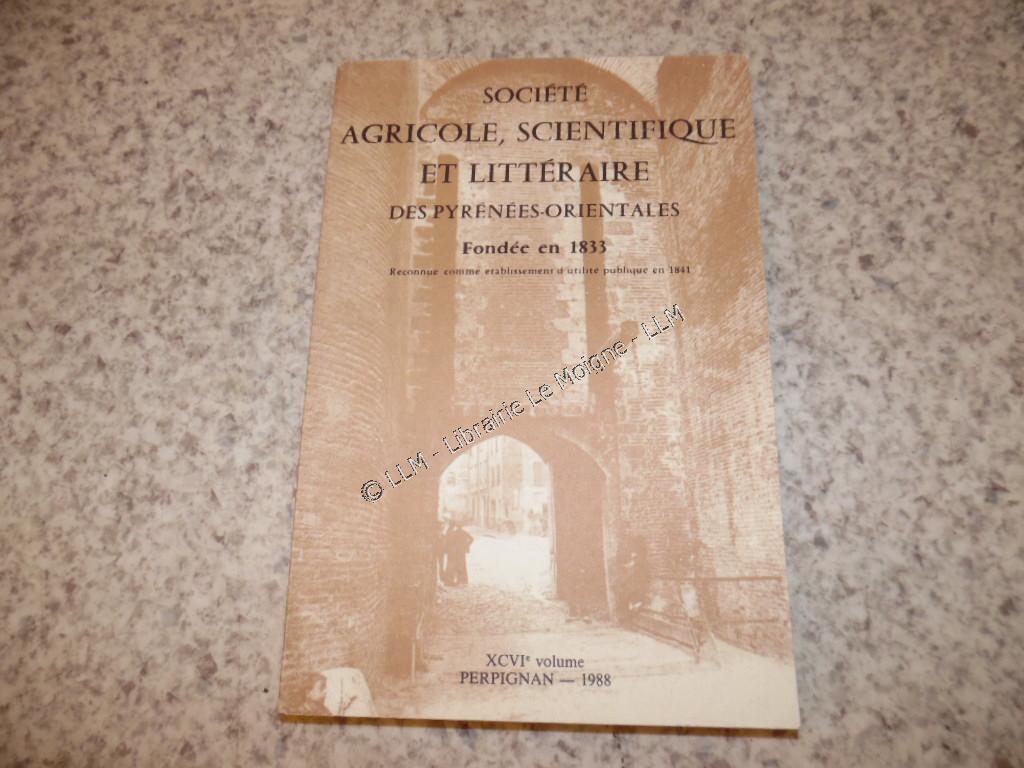 SOCIÉTÉ
AGRICOLE, SCIENTIFIQUE
ET LITTÉRAIRE
DES PYRÉNÉES-ORIENTALES
Fondée en 1833
Reconnue comme etablissement d'utilité publique en 1841
© LLM - Librairie Le Moigne - LLM
XCVIe volume
PERPIGNAN — 1988